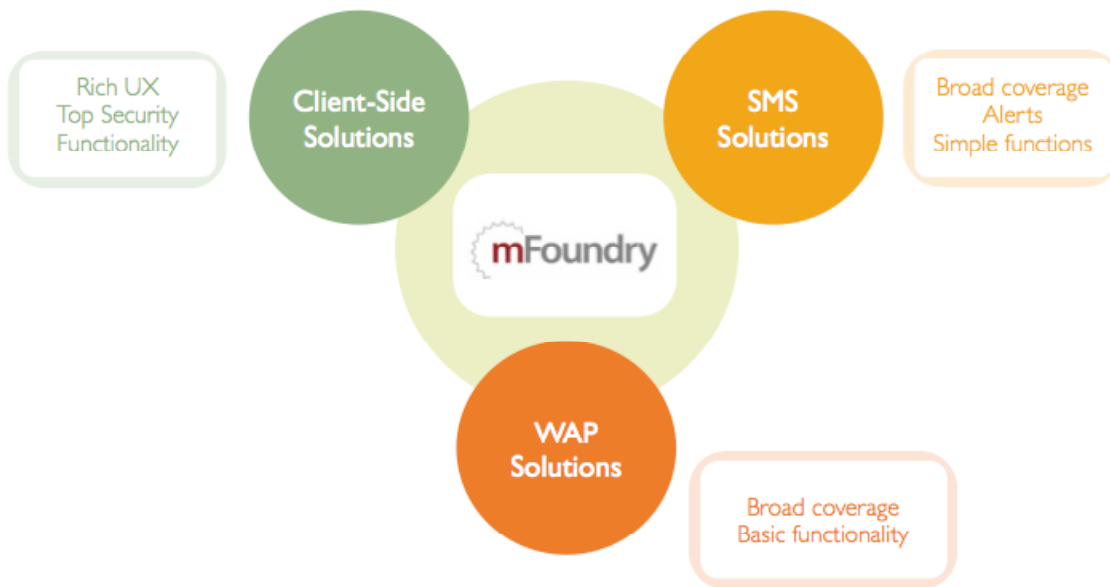 Rich UX
Top Security
Functionality
Client-Side
Solutions
SMS
Solutions
Broad coverage
Alerts
Simple functions
mFoundry
WAP
Solutions
Broad coverage
Basic functionality